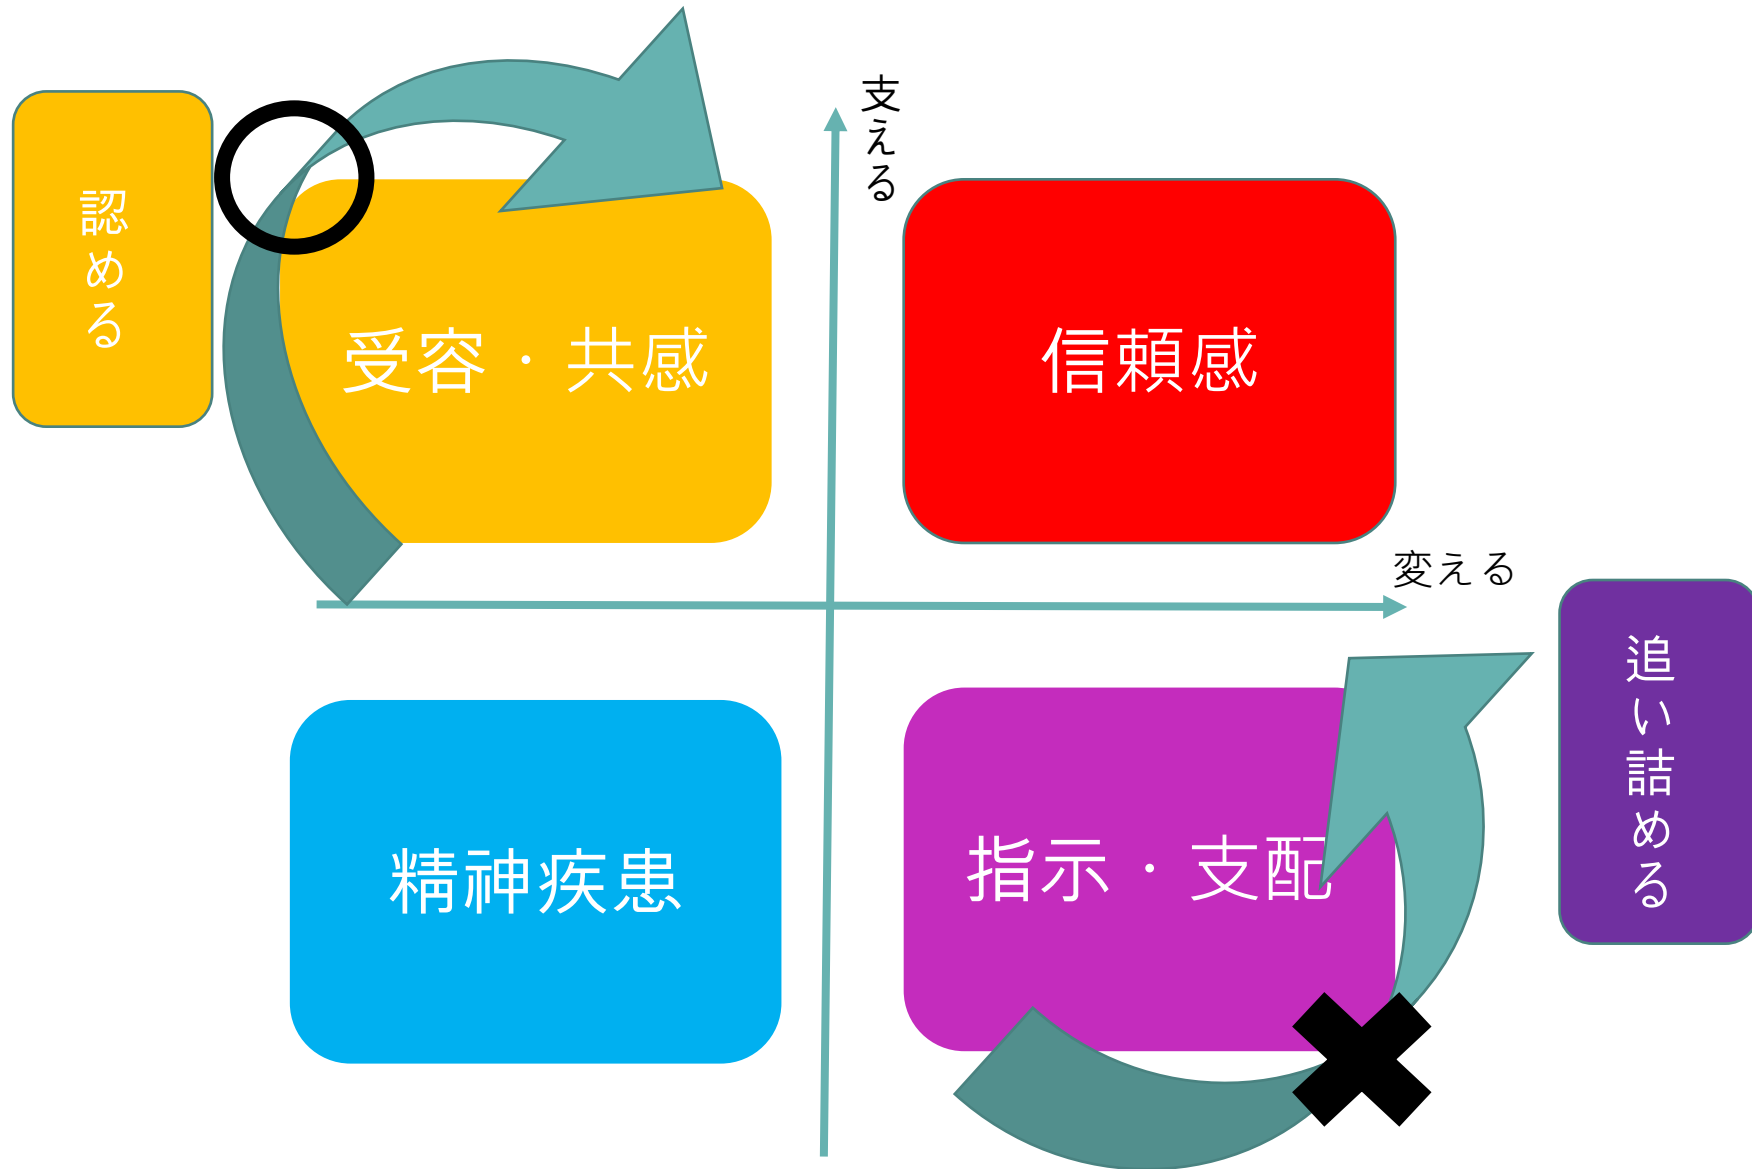 認める
支える
受容・共感
信頼感
変える
追い詰める
精神疾患
指示・支配